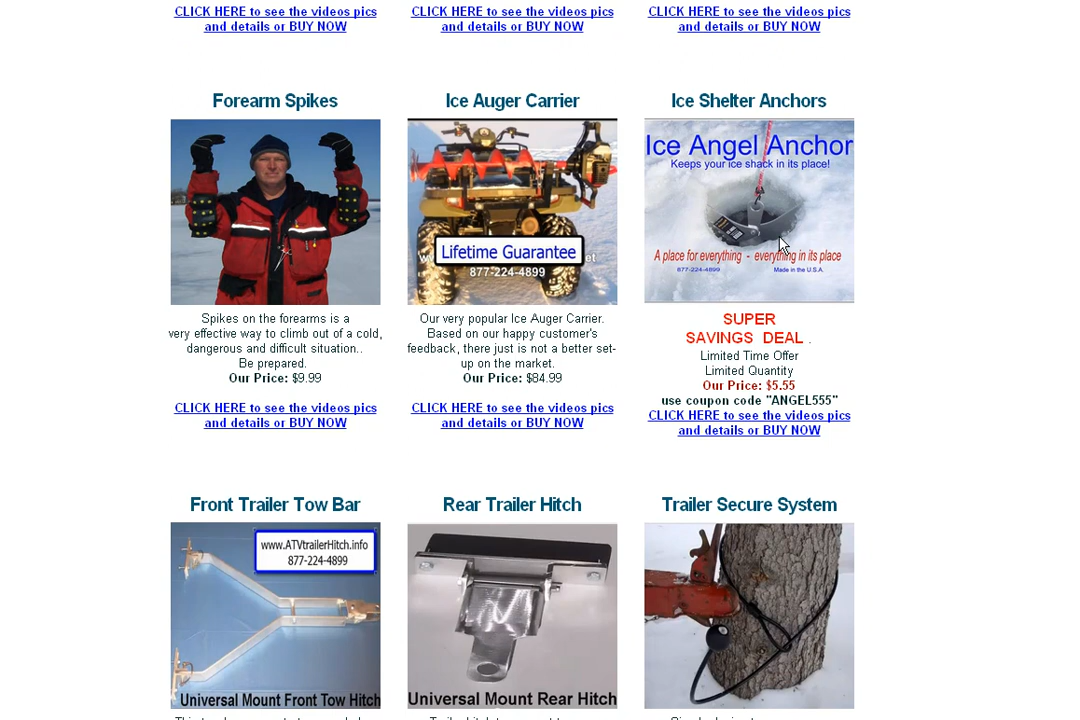 CLICK HERE to see the videos pics
and details or BUY NOW
CLICK HERE to see the videos pics
and details or BUY NOW
CLICK HERE to see the videos pics
and details or BUY NOW
Forearm Spikes
Spikes on the forearms is a
very effective way to climb out of a cold,
dangerous and difficult situation..
Be prepared.
Our Price: $9.99
CLICK HERE to see the videos pics
and details or BUY NOW
Ice Auger Carrier
Lifetime Guarantee
877-224-4899
Our very popular Ice Auger Carrier.
Based on our happy customer's
feedback, there just is not a better set-
up on the market.
Our Price: $84.99
CLICK HERE to see the videos pics
and details or BUY NOW
Ice Shelter Anchors
Ice Angel Anchor
Keeps your ice shack in its place!
A place for everything - everything in its place
877-224-4899
Made in the U.S.A.
SUPER
SAVINGS DEAL .
Limited Time Offer
Limited Quantity
Our Price: $5.55
use coupon code "ANGEL555"
CLICK HERE to see the videos pics
and details or BUY NOW
Front Trailer Tow Bar
www.ATVtrailerHitch.info
877-224-4899
Universal Mount Front Tow Hitch
Rear Trailer Hitch
Universal Mount Rear Hitch
Trailer Secure System